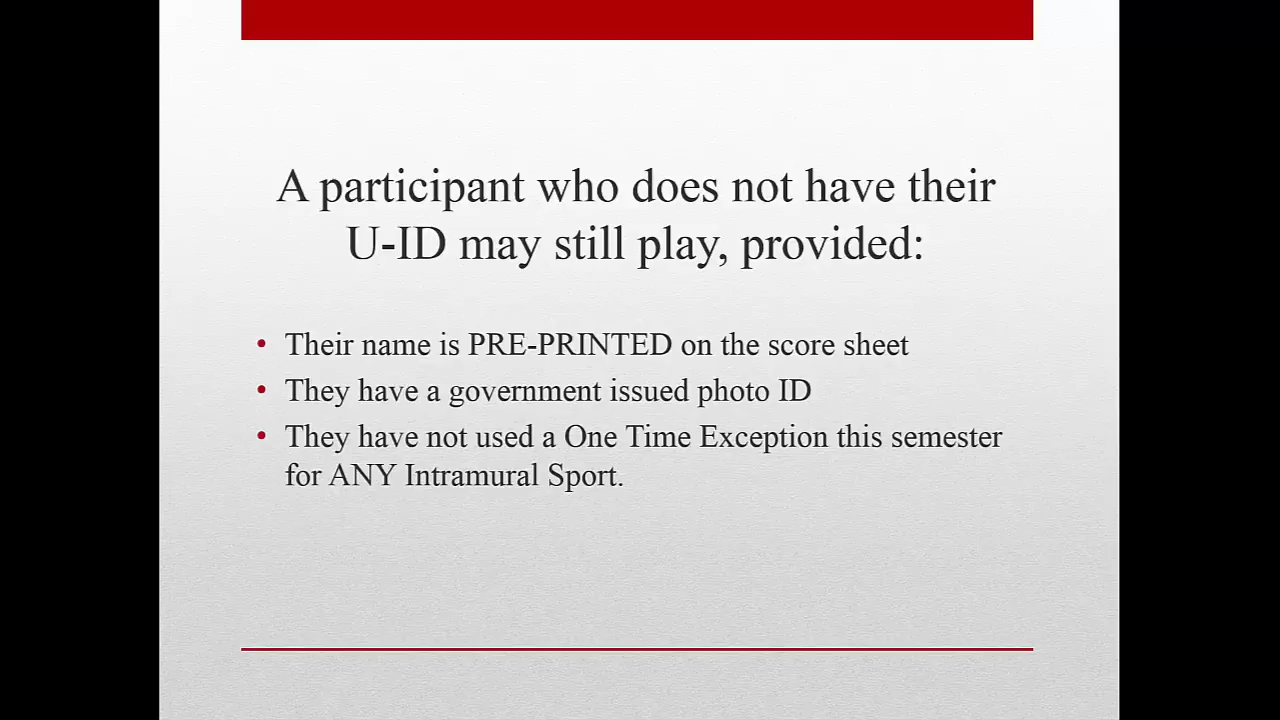 A participant who does not have their
U-ID may still play, provided:
• Their name is PRE-PRINTED on the score sheet
• They have a government issued photo ID
• They have not used a One Time Exception this semester
for ANY Intramural Sport.